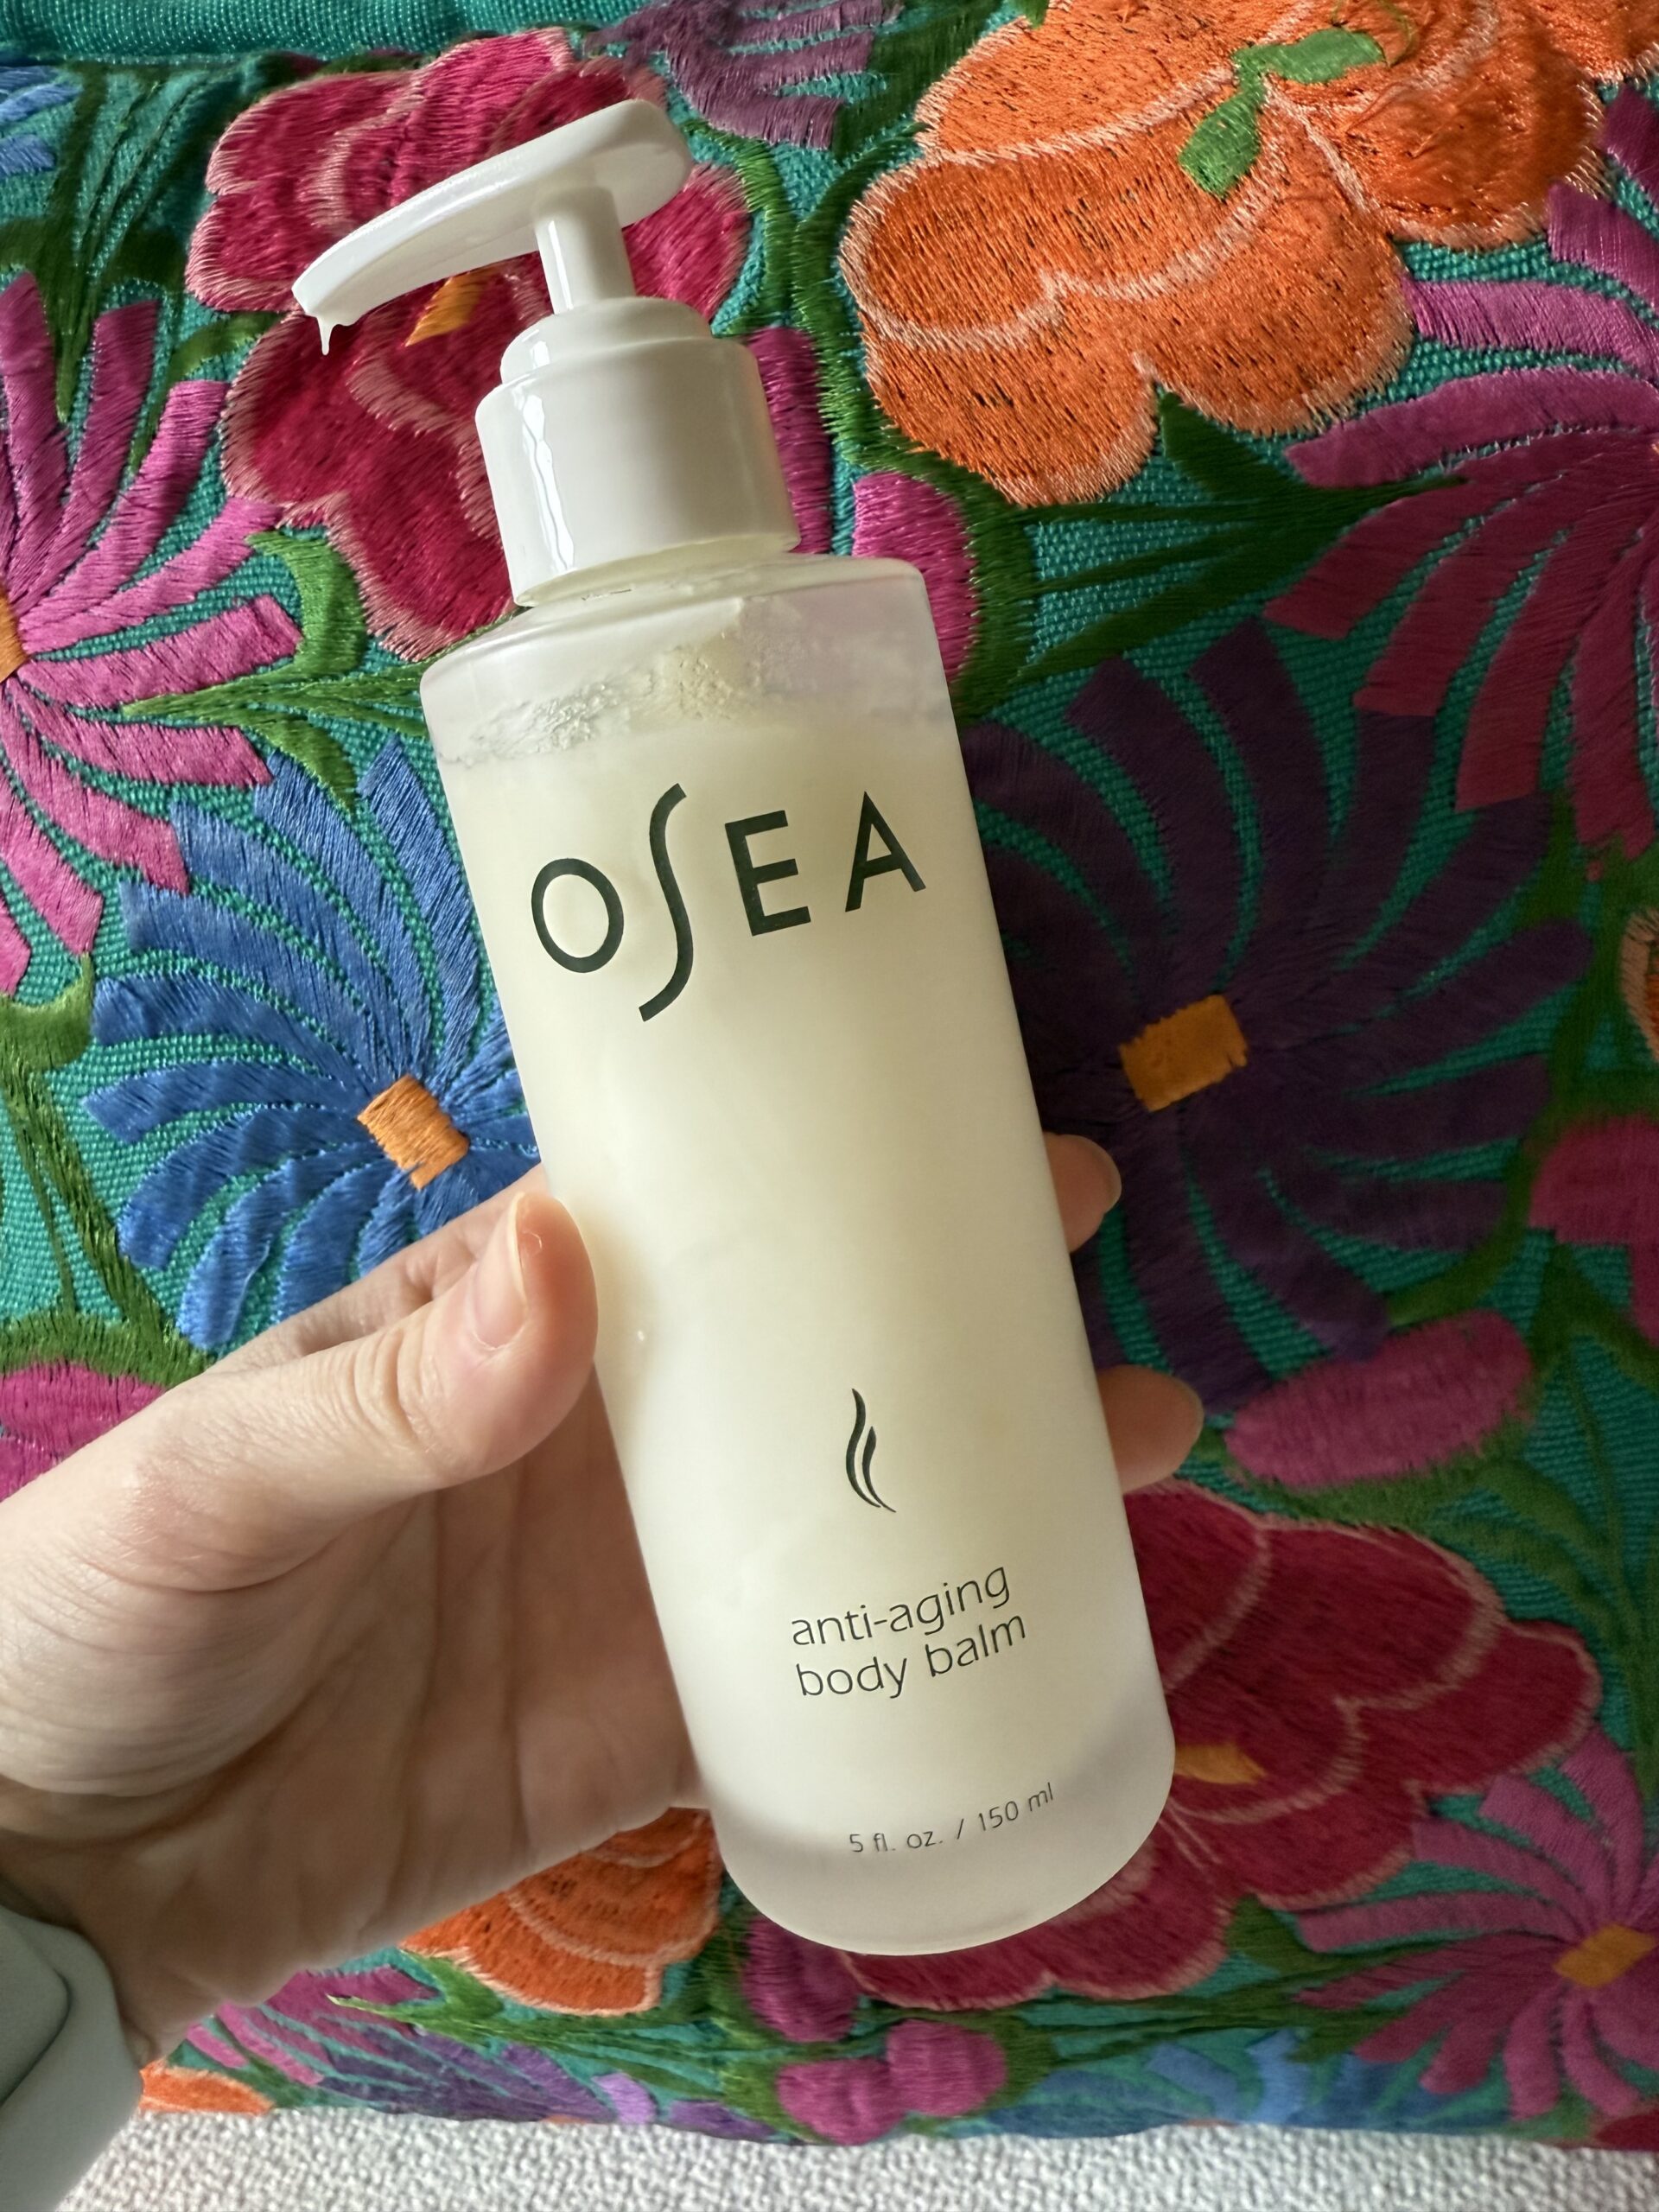 OSEA
anti-aging
body balm
5 fl. oz. / 150 ml